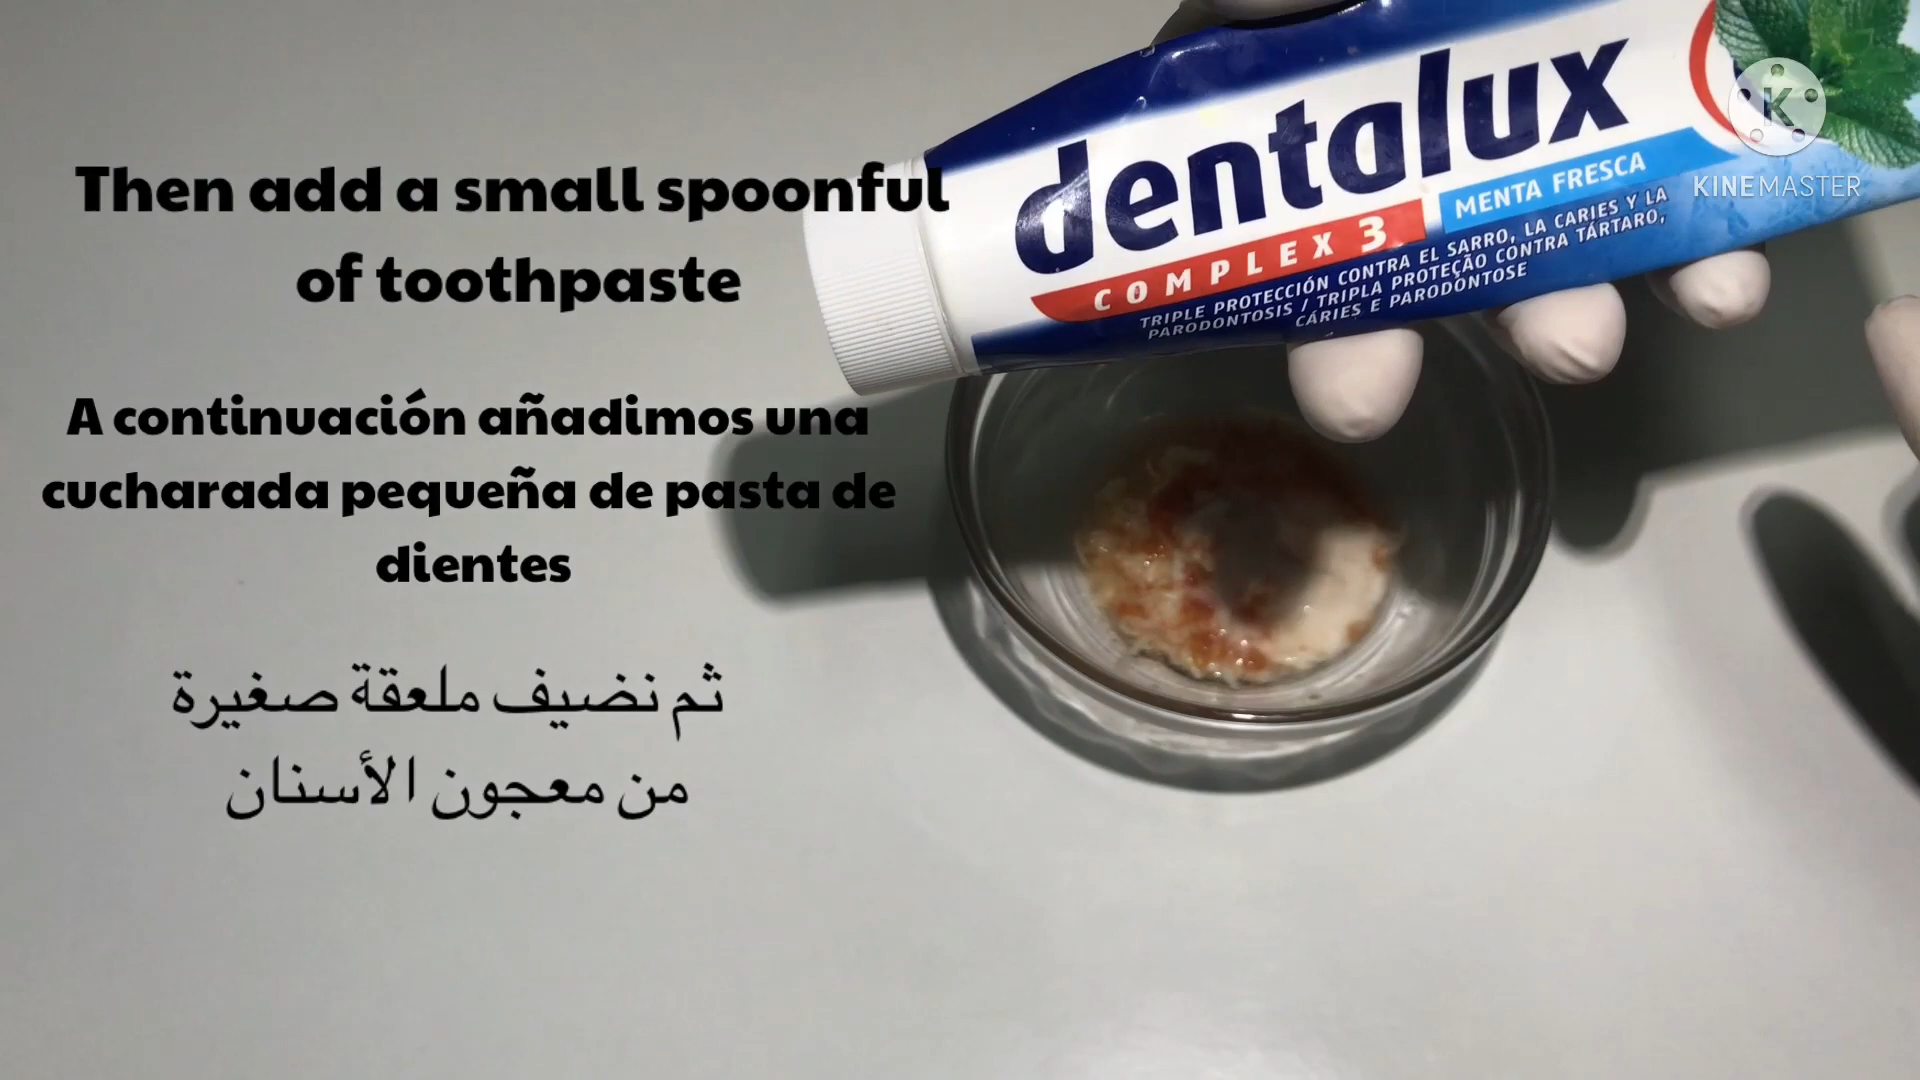 Then add a small spoonful
of toothpaste
A continuación añadimos una
cucharada pequeña de pasta de
dientes
ثم نضيف ملعقة صغيرة
من معجون الأسنان
dentalux
COMPLEX 3
MENTA FRESCA
TRIPLE PROTECCIÓN CONTRA EL SARRO, LA CARIES Y LA
PARODONTOSIS / TRIPLA PROTEÇÃO CONTRA TÁRTARO,
CÁRIES E PARODONTOSE
K
KINEMASTER